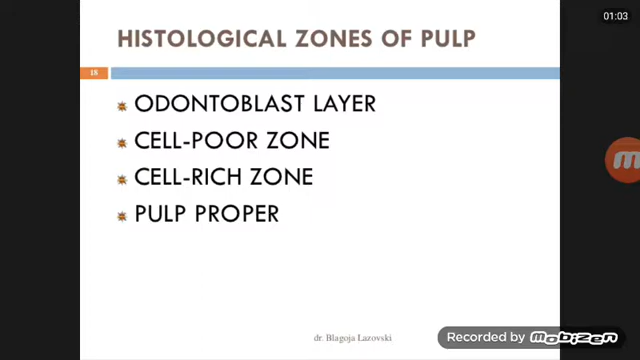 01:03
HISTOLOGICAL ZONES OF PULP
18
ODONTOBLAST LAYER
CELL-POOR ZONE
CELL-RICH ZONE
PULP PROPER
dr. Blagoja Lazovski
Recorded by mobizen